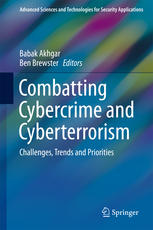 Advanced Sciences and Technologies for Security Applications
Babak Akhgar
Ben Brewster Editors
Combatting
Cybercrime and
Cyberterrorism
Challenges, Trends and Priorities
Springer